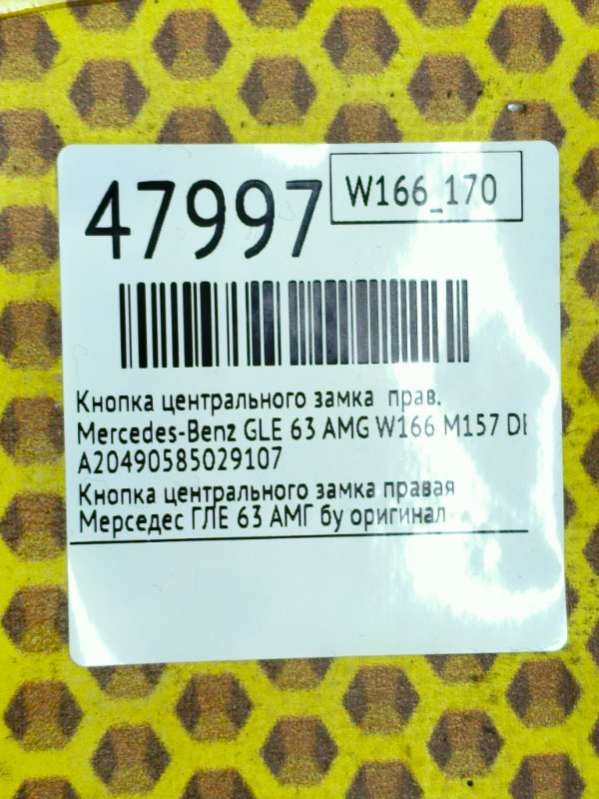 47997
W166_170
Кнопка центрального замка прав.
Mercedes-Benz GLE 63 AMG W166 M157 DE
A20490585029107
Кнопка центрального замка правая
Мерседес ГЛЕ 63 АМГ бу оригинал